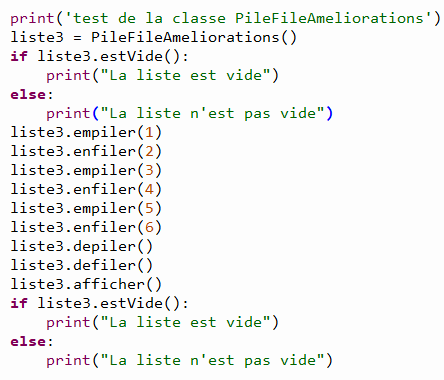 print('test de la classe PileFileAmeliorations')
liste3 = PileFileAmeliorations()
if liste3.estVide():
    print("La liste est vide")
else:
    print("La liste n'est pas vide")
liste3.empiler(1)
liste3.enfiler(2)
liste3.empiler(3)
liste3.enfiler(4)
liste3.empiler(5)
liste3.enfiler(6)
liste3.depiler()
liste3.defiler()
liste3.afficher()
if liste3.estVide():
    print("La liste est vide")
else:
    print("La liste n'est pas vide")